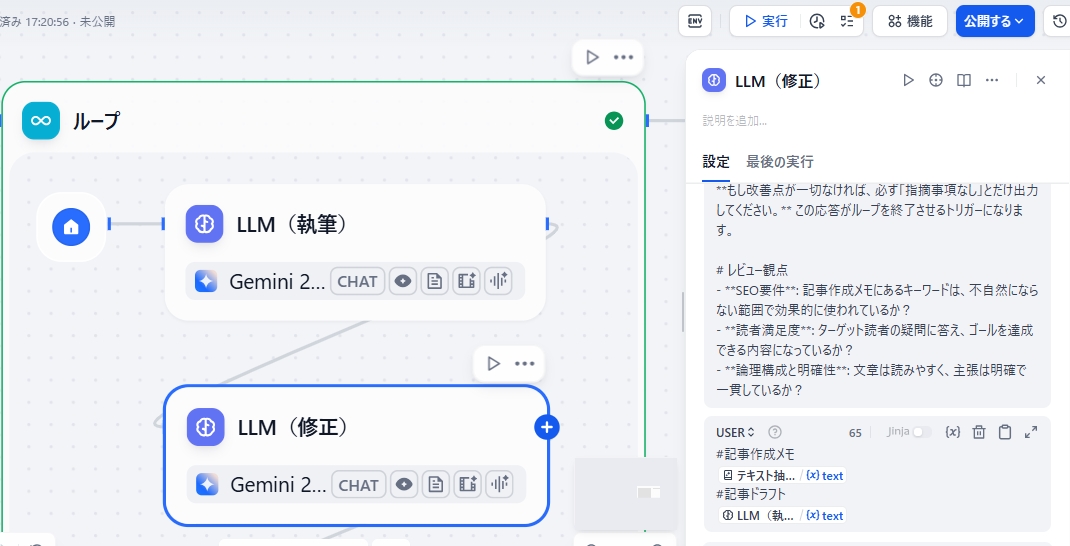 済み 17:20:56 · 未公開
ENV
実行
1
機能
公開する
ループ
LLM（執筆）
Gemini 2... CHAT
LLM（修正）
Gemini 2... CHAT
LLM（修正）
説明を追加...
設定 最後の実行
**もし改善点が一切なければ、必ず「指摘事項なし」とだけ出力
してください。** この応答がループを終了させるトリガーになりま
す。
# レビュー観点
- **SEO要件**: 記事作成メモにあるキーワードは、不自然になら
ない範囲で効果的に使われているか？
- **読者満足度**: ターゲット読者の疑問に答え、ゴールを達成
できる内容になっているか？
- **論理構成と明確性**: 文章は読みやすく、主張は明確で
一貫しているか？
USER 65 Jinja {x}
#記事作成メモ
テキスト抽... / {x} text
#記事ドラフト
LLM（執... / {x} text